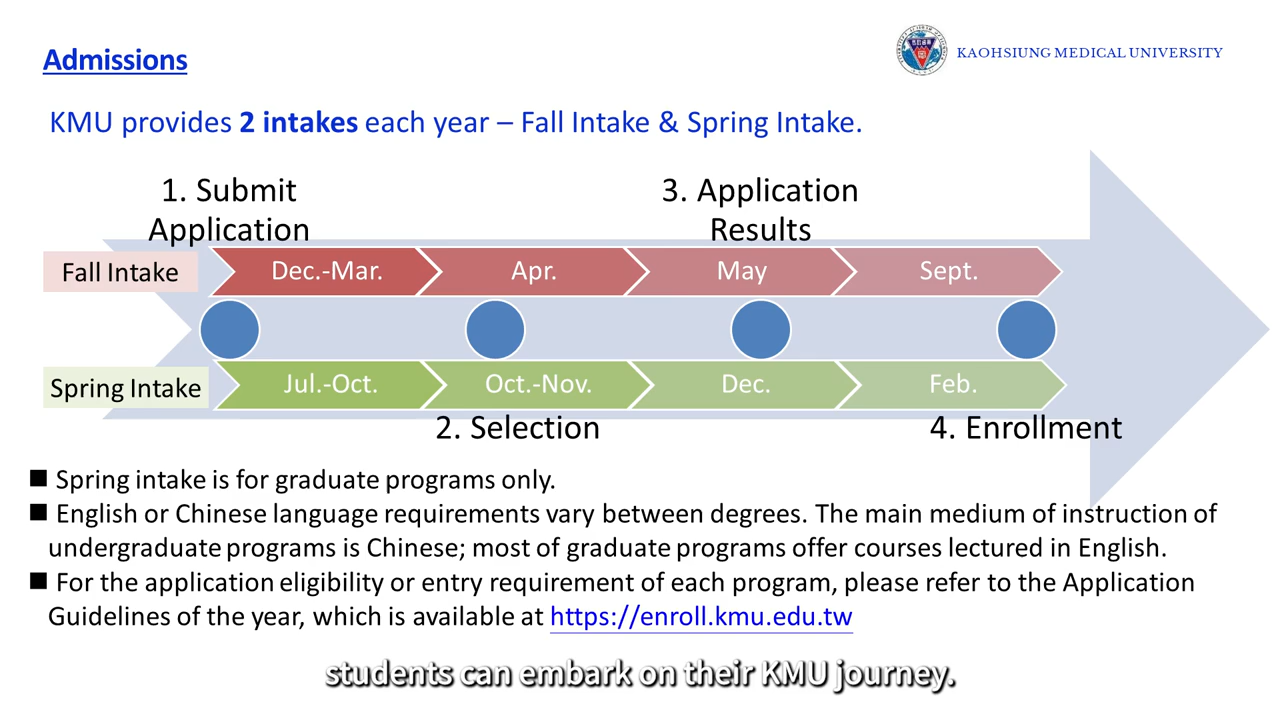 Admissions
KAOHSIUNG MEDICAL UNIVERSITY
KMU provides 2 intakes each year – Fall Intake & Spring Intake.
1. Submit
Application
3. Application
Results
Fall Intake
Dec.-Mar.
Apr.
May
Sept.
Spring Intake
Jul.-Oct.
Oct.-Nov.
Dec.
Feb.
2. Selection
4. Enrollment
■ Spring intake is for graduate programs only.
■ English or Chinese language requirements vary between degrees. The main medium of instruction of
undergraduate programs is Chinese; most of graduate programs offer courses lectured in English.
■ For the application eligibility or entry requirement of each program, please refer to the Application
Guidelines of the year, which is available at https://enroll.kmu.edu.tw
students can embark on their KMU journey.